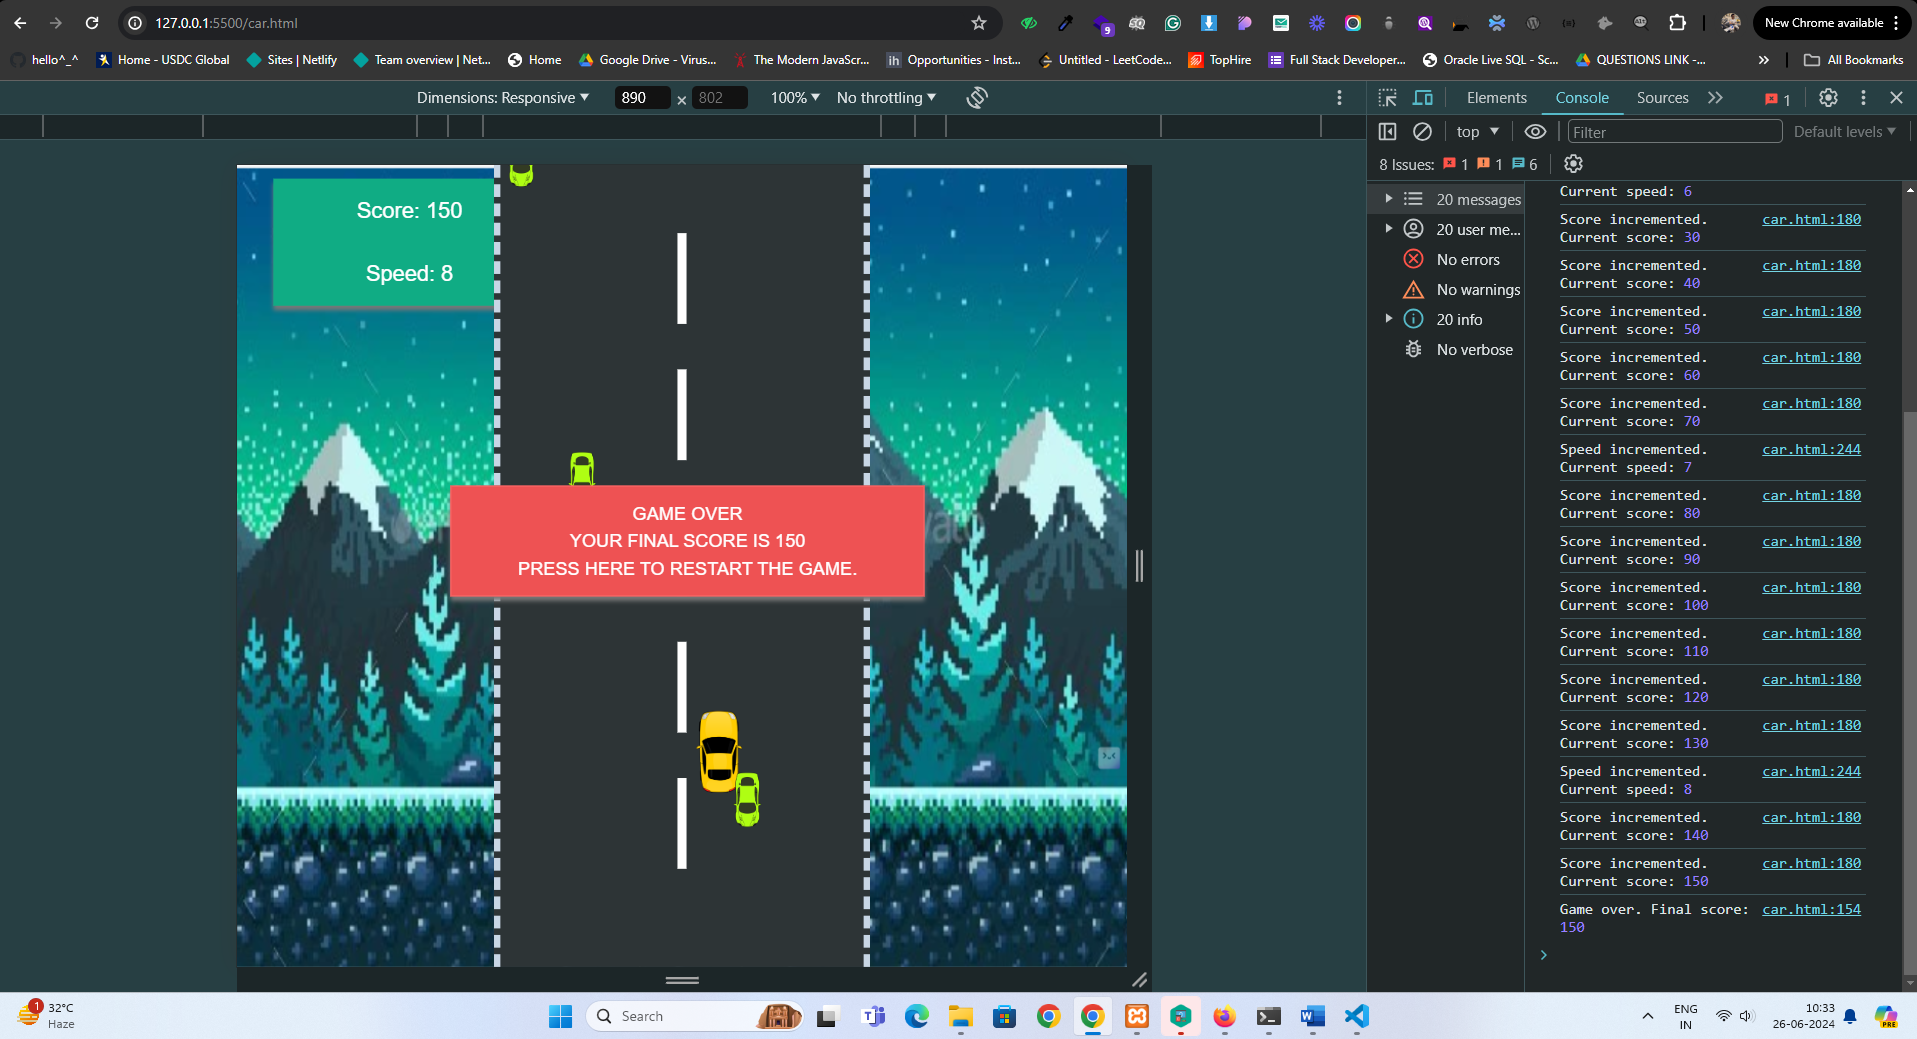 127.0.0.1:5500/car.html
9
New Chrome available
hello^_^
Home - USDC Global
Sites | Netlify
Team overview | Net...
Home
Google Drive - Virus...
The Modern JavaScr...
Opportunities - Inst...
Untitled - LeetCode...
TopHire
Full Stack Developer...
Oracle Live SQL - Sc...
QUESTIONS LINK -...
All Bookmarks
Dimensions: Responsive
890
×
802
100%
No throttling
Elements
Console
Sources
1
top
Filter
Default levels
8 Issues:
1
1
6
20 messages
20 user me...
No errors
No warnings
20 info
No verbose
Current speed: 6
Score incremented. car.html:180
Current score: 30
Score incremented. car.html:180
Current score: 40
Score incremented. car.html:180
Current score: 50
Score incremented. car.html:180
Current score: 60
Score incremented. car.html:180
Current score: 70
Speed incremented. car.html:244
Current speed: 7
Score incremented. car.html:180
Current score: 80
Score incremented. car.html:180
Current score: 90
Score incremented. car.html:180
Current score: 100
Score incremented. car.html:180
Current score: 110
Score incremented. car.html:180
Current score: 120
Score incremented. car.html:180
Current score: 130
Speed incremented. car.html:244
Current speed: 8
Score incremented. car.html:180
Current score: 140
Score incremented. car.html:180
Current score: 150
Game over. Final score: car.html:154
150
Score: 150
Speed: 8
GAME OVER
YOUR FINAL SCORE IS 150
PRESS HERE TO RESTART THE GAME.
1
32°C
Haze
Search
ENG
IN
10:33
26-06-2024
PRE